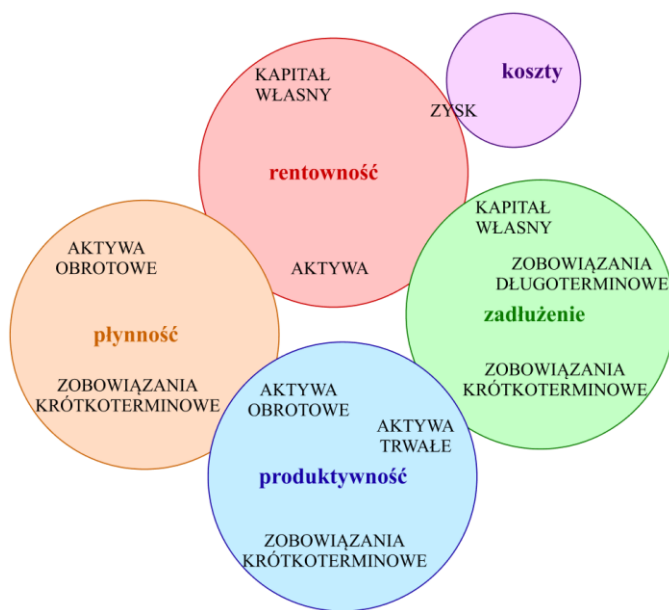 koszty
KAPITAŁ
WŁASNY
ZYSK
rentowność
AKTYWA
KAPITAŁ
WŁASNY
ZOBOWIĄZANIA
DŁUGOTERMINOWE
zadłużenie
ZOBOWIĄZANIA
KRÓTKOTERMINOWE
AKTYWA
OBROTOWE
płynność
ZOBOWIĄZANIA
KRÓTKOTERMINOWE
AKTYWA
OBROTOWE
AKTYWA
TRWAŁE
produktywność
ZOBOWIĄZANIA
KRÓTKOTERMINOWE